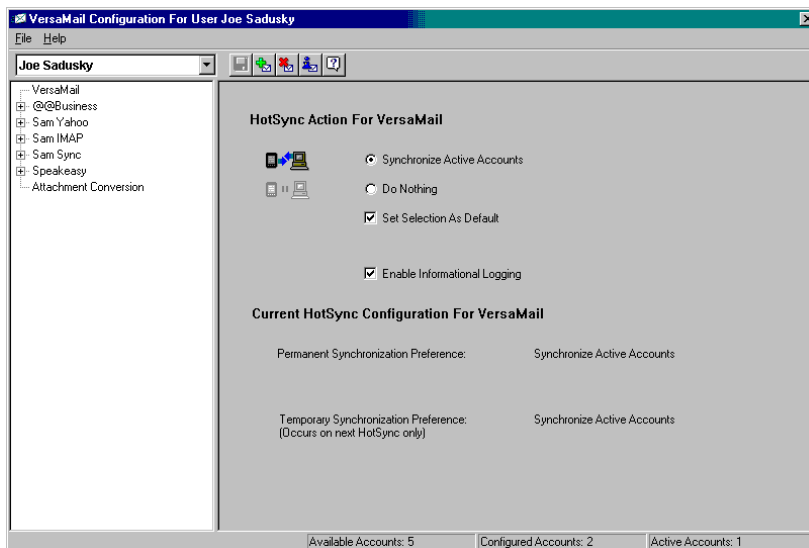 VersaMail Configuration For User Joe Sadusky
File Help
Joe Sadusky
VersaMail
@@Business
Sam Yahoo
Sam IMAP
Sam Sync
Speakeasy
Attachment Conversion
HotSync Action For VersaMail
Synchronize Active Accounts
Do Nothing
Set Selection As Default
Enable Informational Logging
Current HotSync Configuration For VersaMail
Permanent Synchronization Preference: Synchronize Active Accounts
Temporary Synchronization Preference: Synchronize Active Accounts
(Occurs on next HotSync only)
Available Accounts: 5 Configured Accounts: 2 Active Accounts: 1